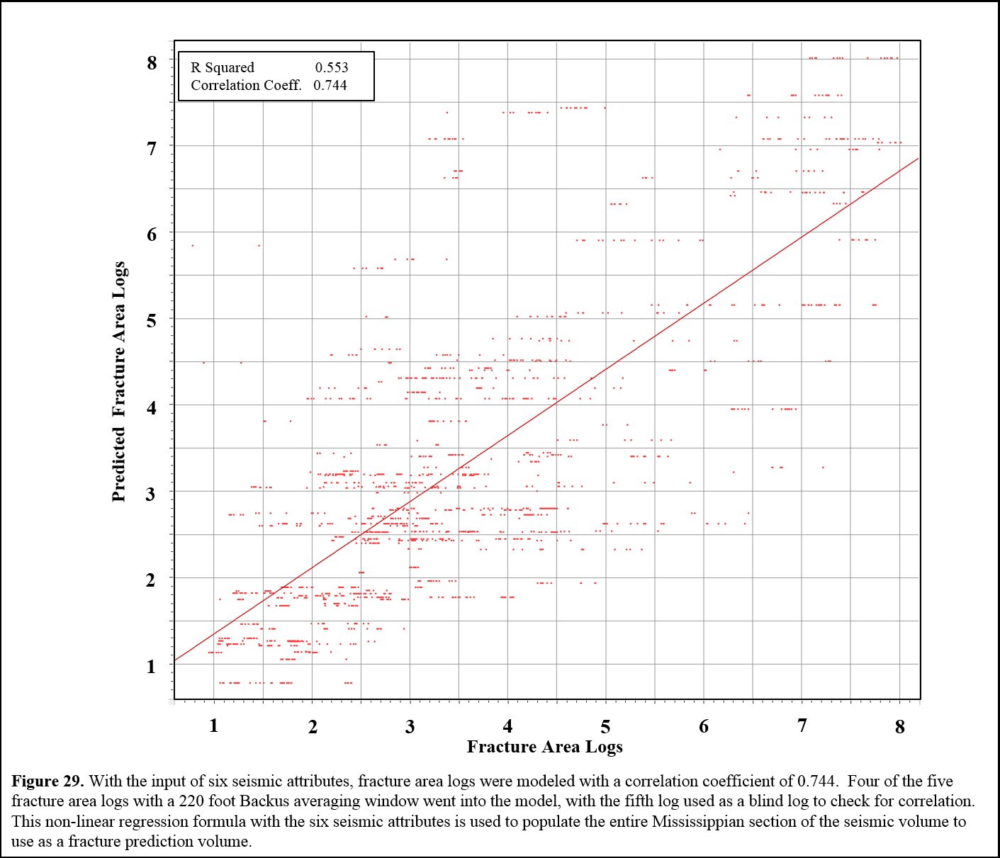 R Squared 0.553
Correlation Coeff. 0.744
8
7
6
5
4
3
2
1
Predicted Fracture Area Logs
1 2 3 4 5 6 7 8
Fracture Area Logs
Figure 29. With the input of six seismic attributes, fracture area logs were modeled with a correlation coefficient of 0.744. Four of the five
fracture area logs with a 220 foot Backus averaging window went into the model, with the fifth log used as a blind log to check for correlation.
This non-linear regression formula with the six seismic attributes is used to populate the entire Mississippian section of the seismic volume to
use as a fracture prediction volume.